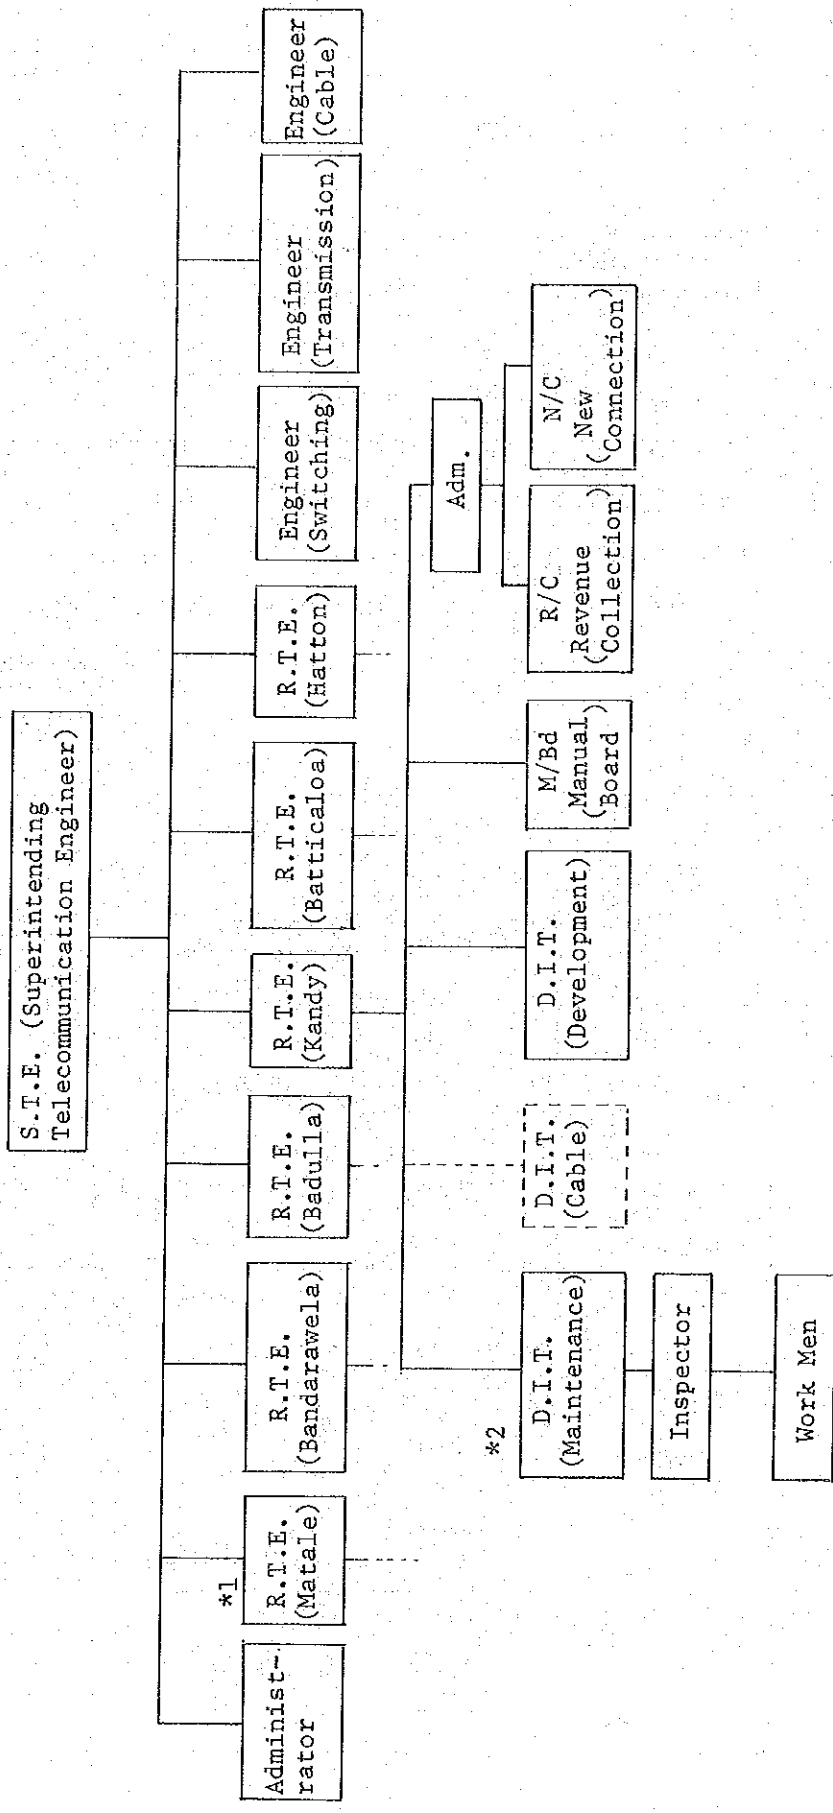 S.T.E. (Superintending
Telecommunication Engineer)
Administ-
rator
*1
R.T.E.
(Matale)
R.T.E.
(Bandarawela)
R.T.E.
(Badulla)
R.T.E.
(Kandy)
R.T.E.
(Batticaloa)
R.T.E.
(Hatton)
Engineer
(Switching)
Engineer
(Transmission)
Engineer
(Cable)
*2
D.I.T.
(Maintenance)
D.I.T.
(Cable)
D.I.T.
(Development)
M/Bd
(Manual
Board)
Adm.
R/C
(Revenue
Collection)
N/C
(New
Connection)
Inspector
Work Men